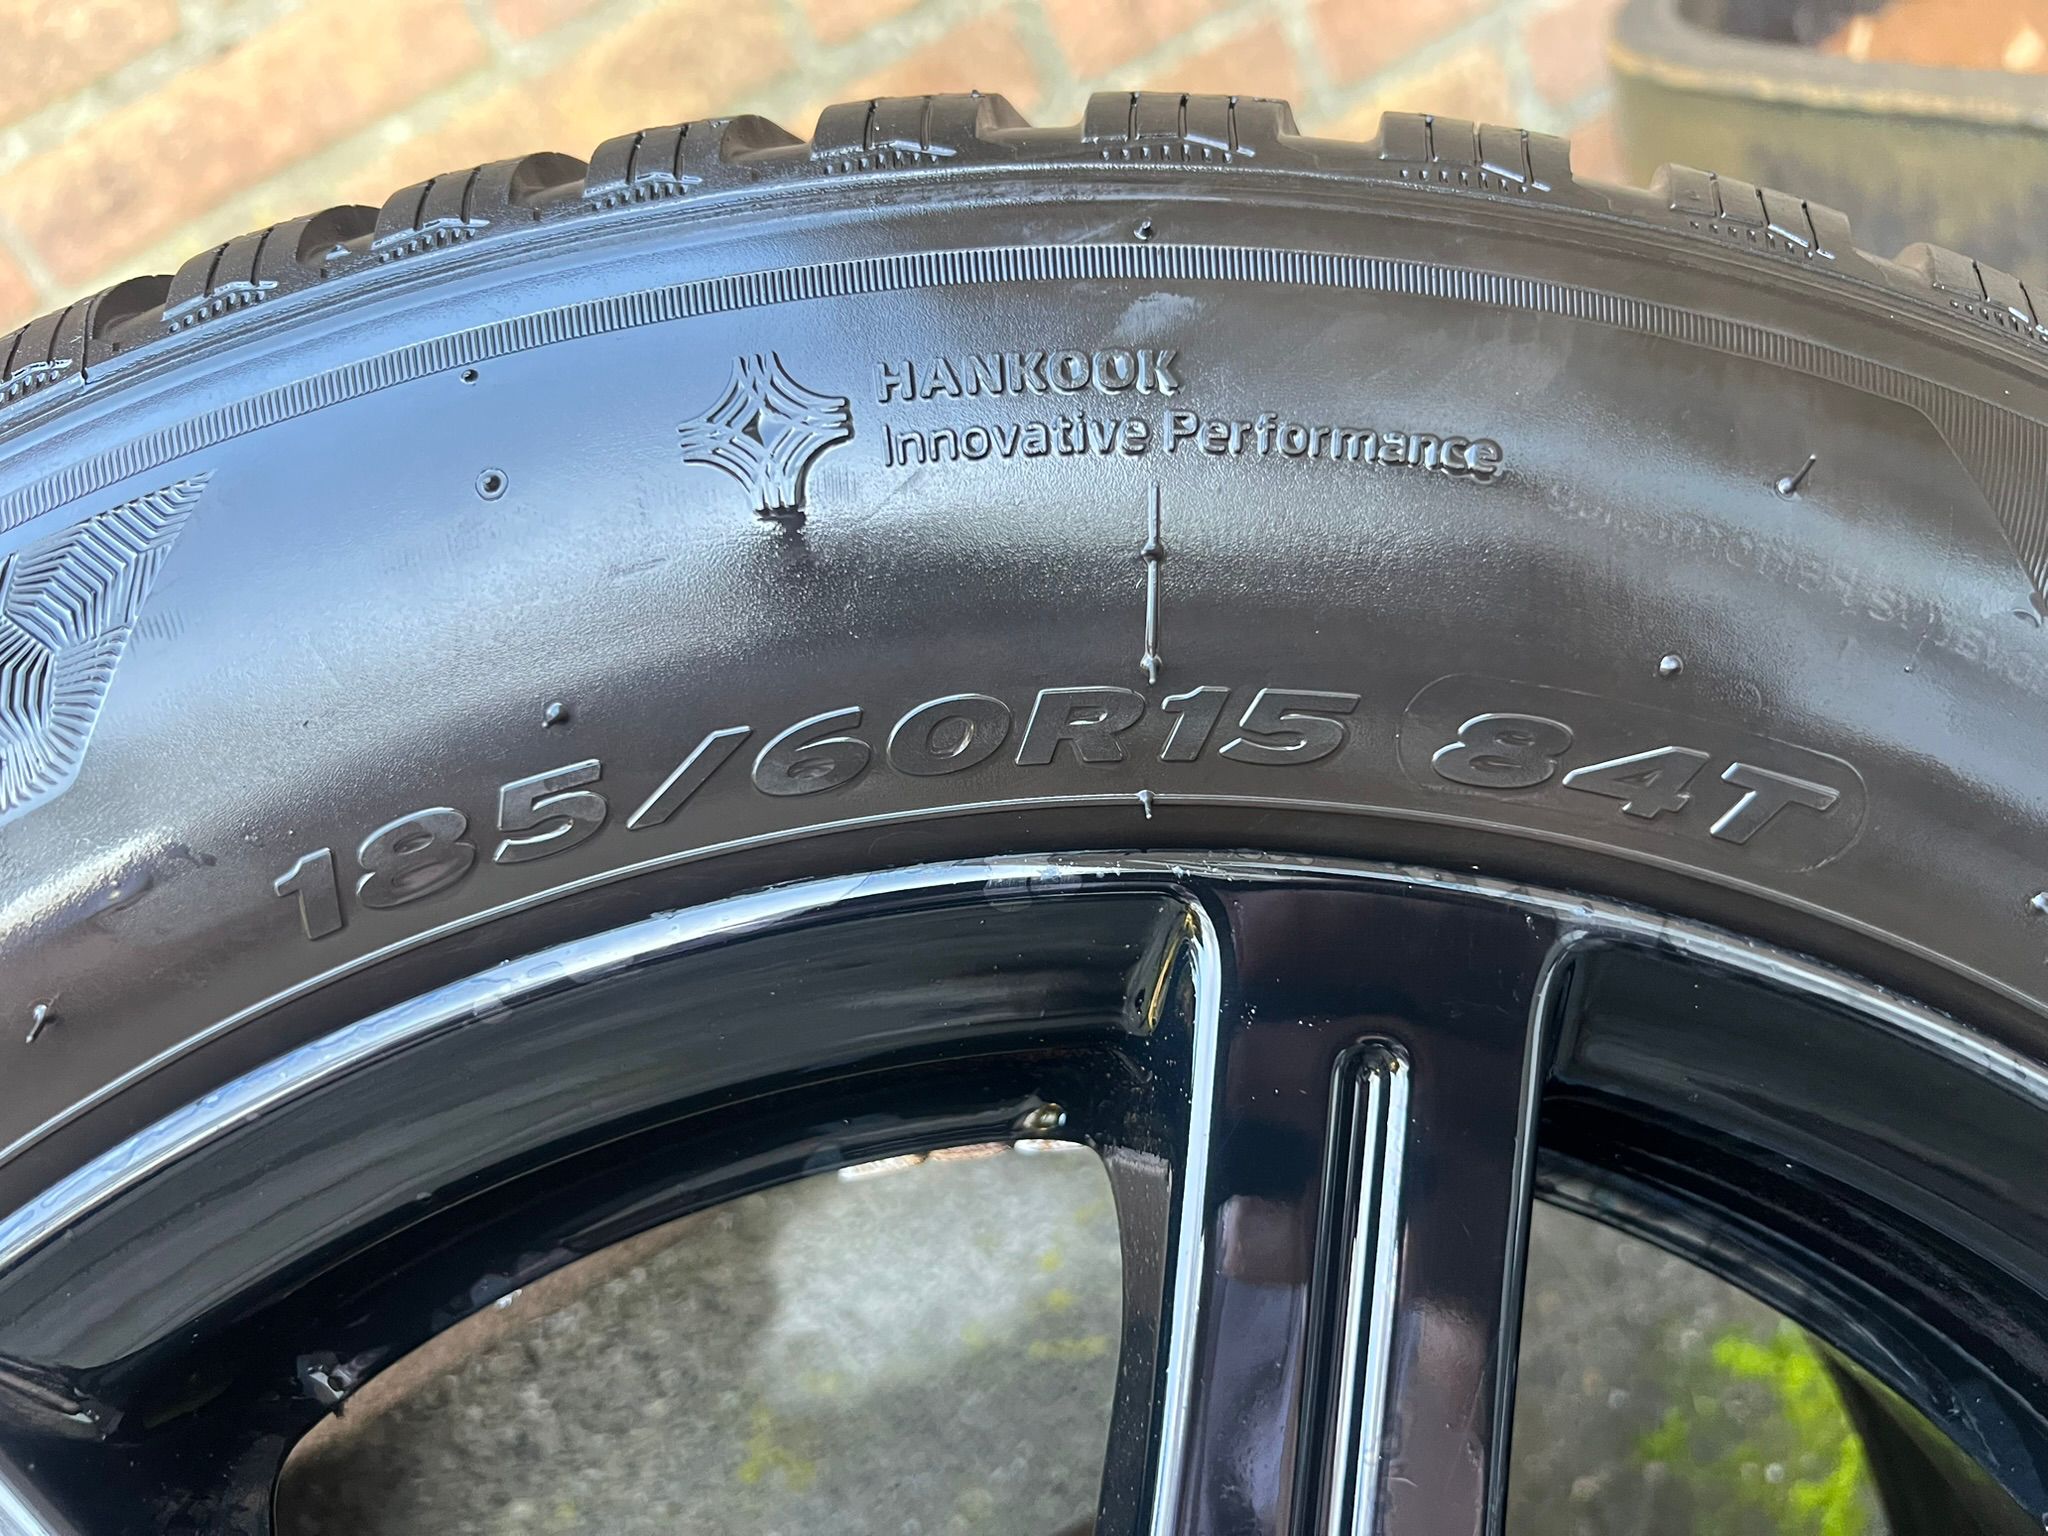 HANKOOK
Innovative Performance
185/60R15 84T